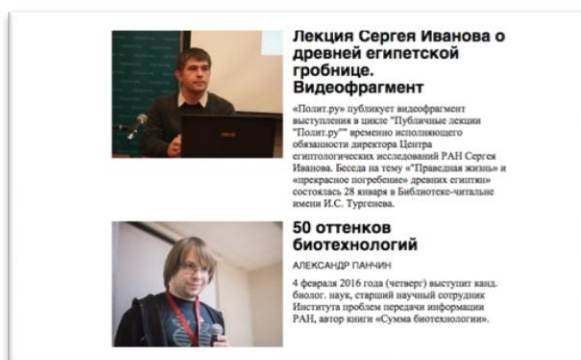 Лекция Сергея Иванова о
древней египетской
гробнице.
Видеофрагмент
«Полит.ру» публикует видеофрагмент
выступления в цикле "Публичные лекции
"Полит.ру"" временно исполняющего
обязанности директора Центра
египтологических исследований РАН Сергея
Иванова. Беседа на тему «"Праведная жизнь» и
«прекрасное погребение» древних египтян»
состоялась 28 января в Библиотеке-читальне
имени И.С. Тургенева.
50 оттенков
биотехнологий
АЛЕКСАНДР ПАНЧИН
4 февраля 2016 года (четверг) выступит канд.
биолог. наук, старший научный сотрудник
Института проблем передачи информации
РАН, автор книги «Сумма биотехнологии».